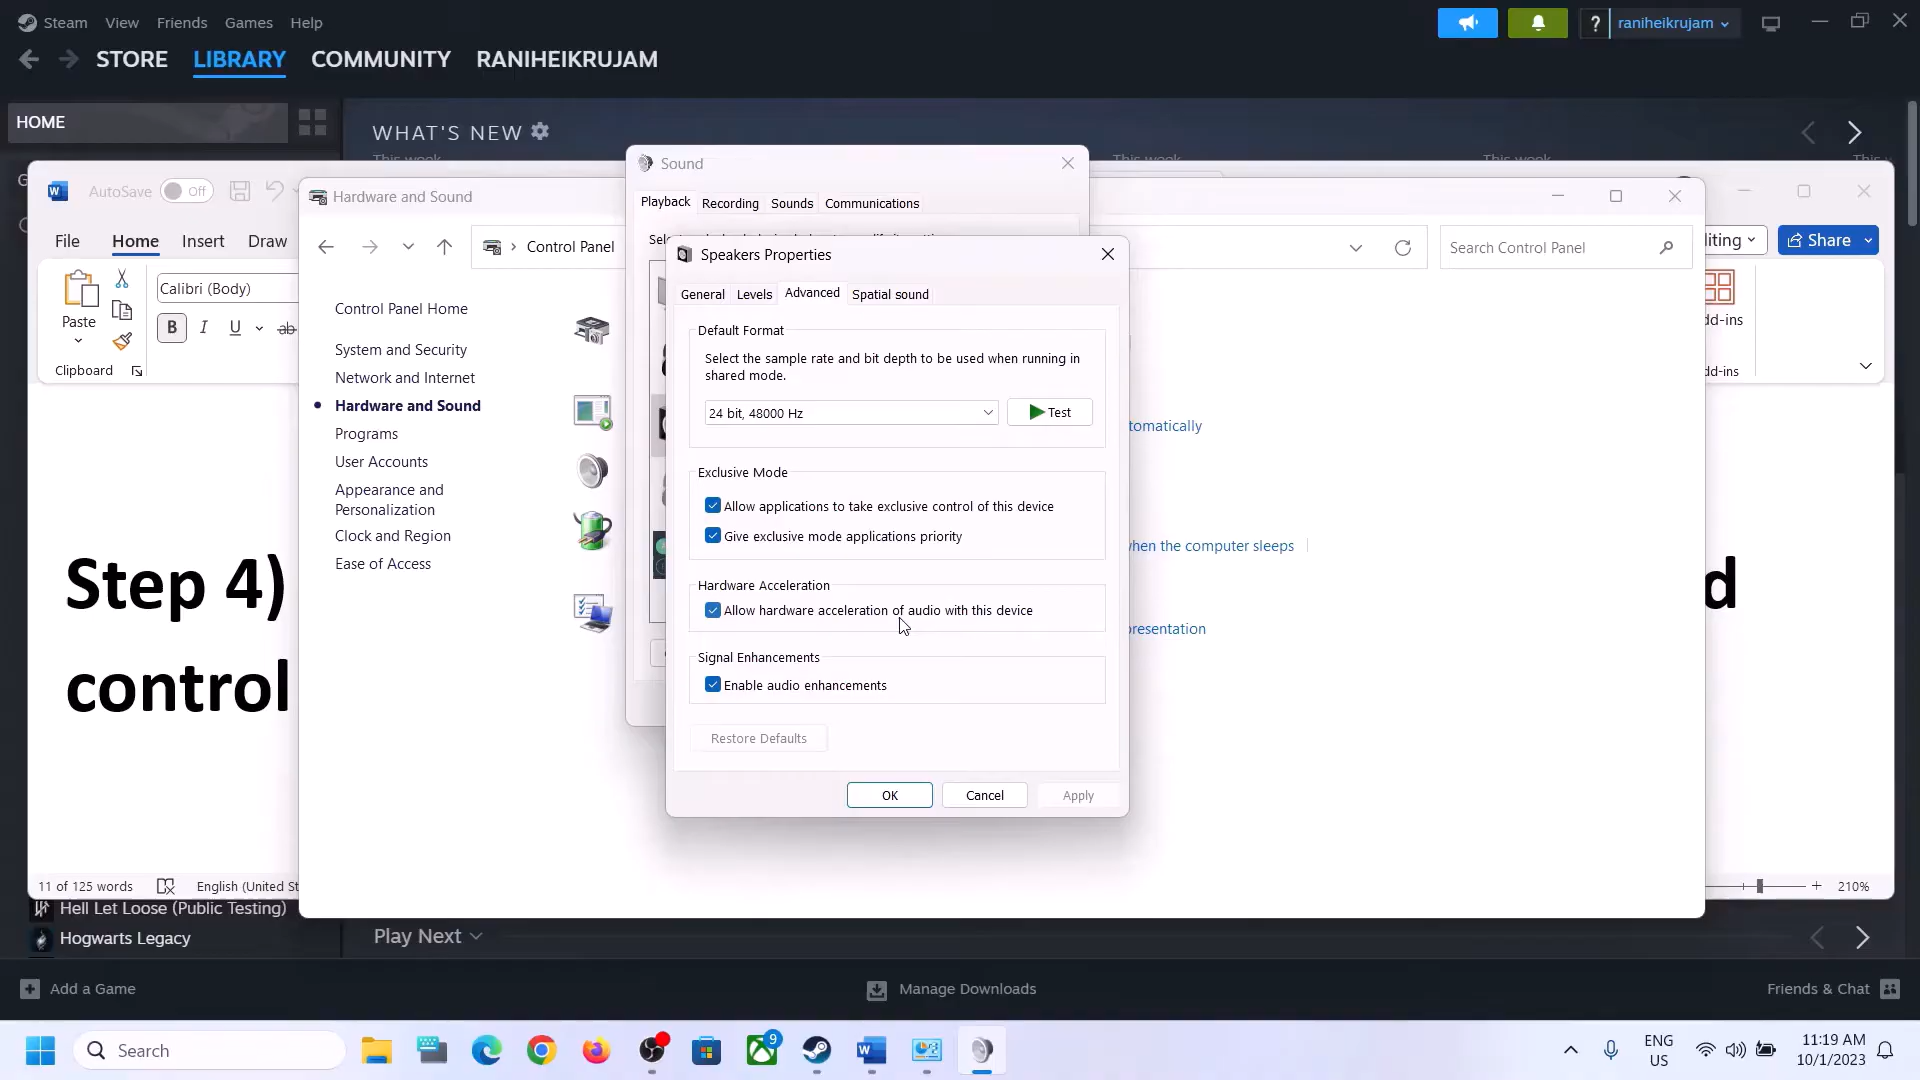 Steam View Friends Games Help
raniheikrujam
STORE LIBRARY COMMUNITY RANIHEIKRUJAM
HOME
WHAT'S NEW
AutoSave Off
File Home Insert Draw
Share
Calibri (Body)
Paste
B I U ab
Clipboard
Hardware and Sound
Control Panel
Search Control Panel
Control Panel Home
System and Security
Network and Internet
Hardware and Sound
Programs
User Accounts
Appearance and
Personalization
Clock and Region
Ease of Access
Sound
Playback Recording Sounds Communications
Speakers Properties
General Levels Advanced Spatial sound
Default Format
Select the sample rate and bit depth to be used when running in
shared mode.
24 bit, 48000 Hz Test
Exclusive Mode
Allow applications to take exclusive control of this device
Give exclusive mode applications priority
Hardware Acceleration
Allow hardware acceleration of audio with this device
Signal Enhancements
Enable audio enhancements
Restore Defaults
OK Cancel Apply
tomatically
when the computer sleeps
presentation
Step 4)
d
control
11 of 125 words English (United St
210%
Hell Let Loose (Public Testing)
Hogwarts Legacy
Play Next
Add a Game
Manage Downloads
Friends & Chat
Search
9
ENG
US
11:19 AM
10/1/2023